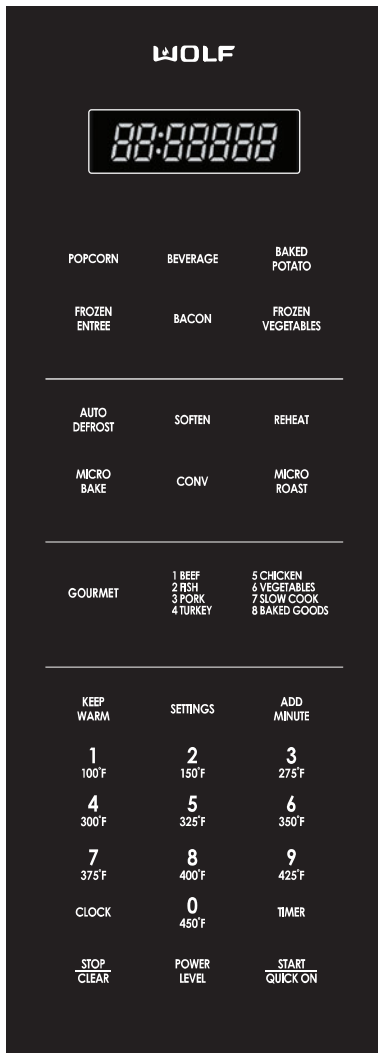 WOLF
88:88888
POPCORN
BEVERAGE
BAKED
POTATO
FROZEN
ENTREE
BACON
FROZEN
VEGETABLES
AUTO
DEFROST
SOFTEN
REHEAT
MICRO
BAKE
CONV
MICRO
ROAST
GOURMET
1 BEEF
2 FISH
3 PORK
4 TURKEY
5 CHICKEN
6 VEGETABLES
7 SLOW COOK
8 BAKED GOODS
KEEP
WARM
SETTINGS
ADD
MINUTE
1
100°F
2
150°F
3
275°F
4
300°F
5
325°F
6
350°F
7
375°F
8
400°F
9
425°F
CLOCK
0
450°F
TIMER
STOP
CLEAR
POWER
LEVEL
START
QUICK ON